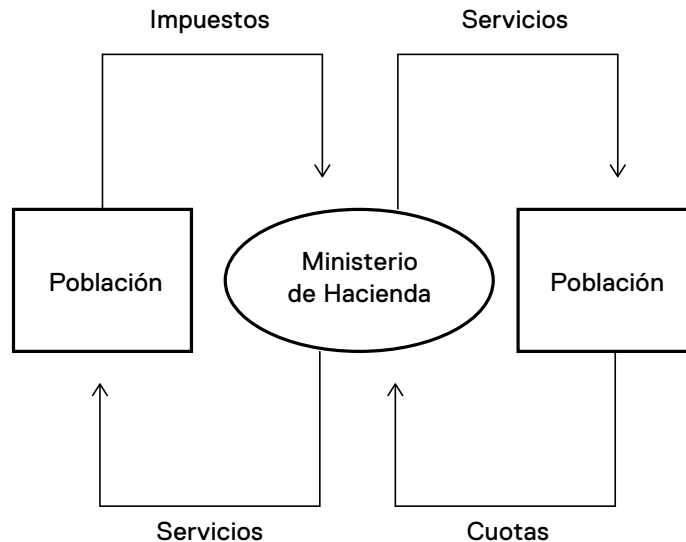 Impuestos
Servicios
Población
Ministerio
de Hacienda
Población
Servicios
Cuotas